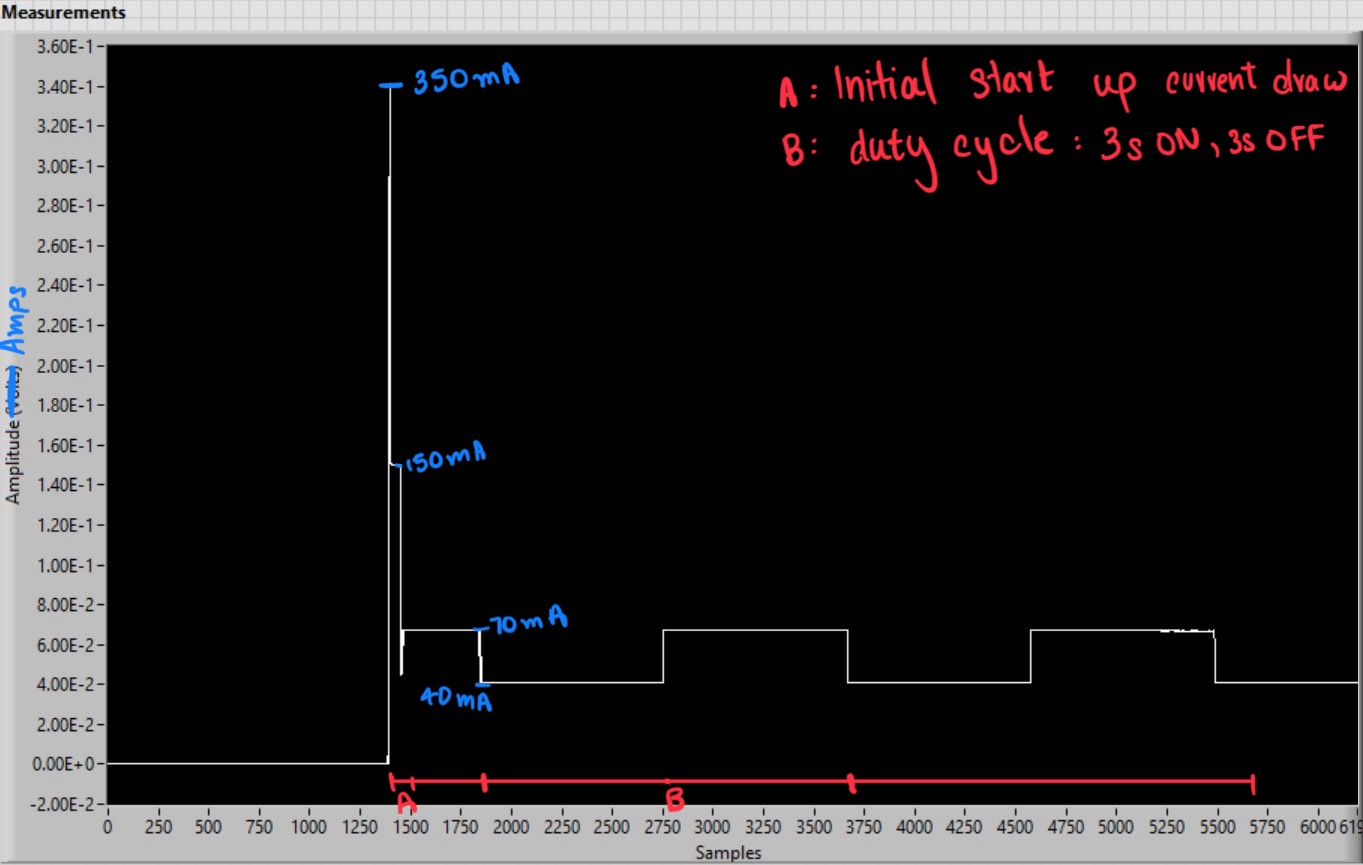 Measurements
3.60E-1
3.40E-1
3.20E-1
3.00E-1
2.80E-1
2.60E-1
2.40E-1
2.20E-1
2.00E-1
1.80E-1
1.60E-1
1.40E-1
1.20E-1
1.00E-1
8.00E-2
6.00E-2
4.00E-2
2.00E-2
0.00E+0
-2.00E-2
Amplitude (Volts) Amps
350mA
A: Initial start up current draw
B: duty cycle: 3s ON, 3s OFF
150mA
70mA
40mA
A
B
0 250 500 750 1000 1250 1500 1750 2000 2250 2500 2750 3000 3250 3500 3750 4000 4250 4500 4750 5000 5250 5500 5750 6000 619
Samples